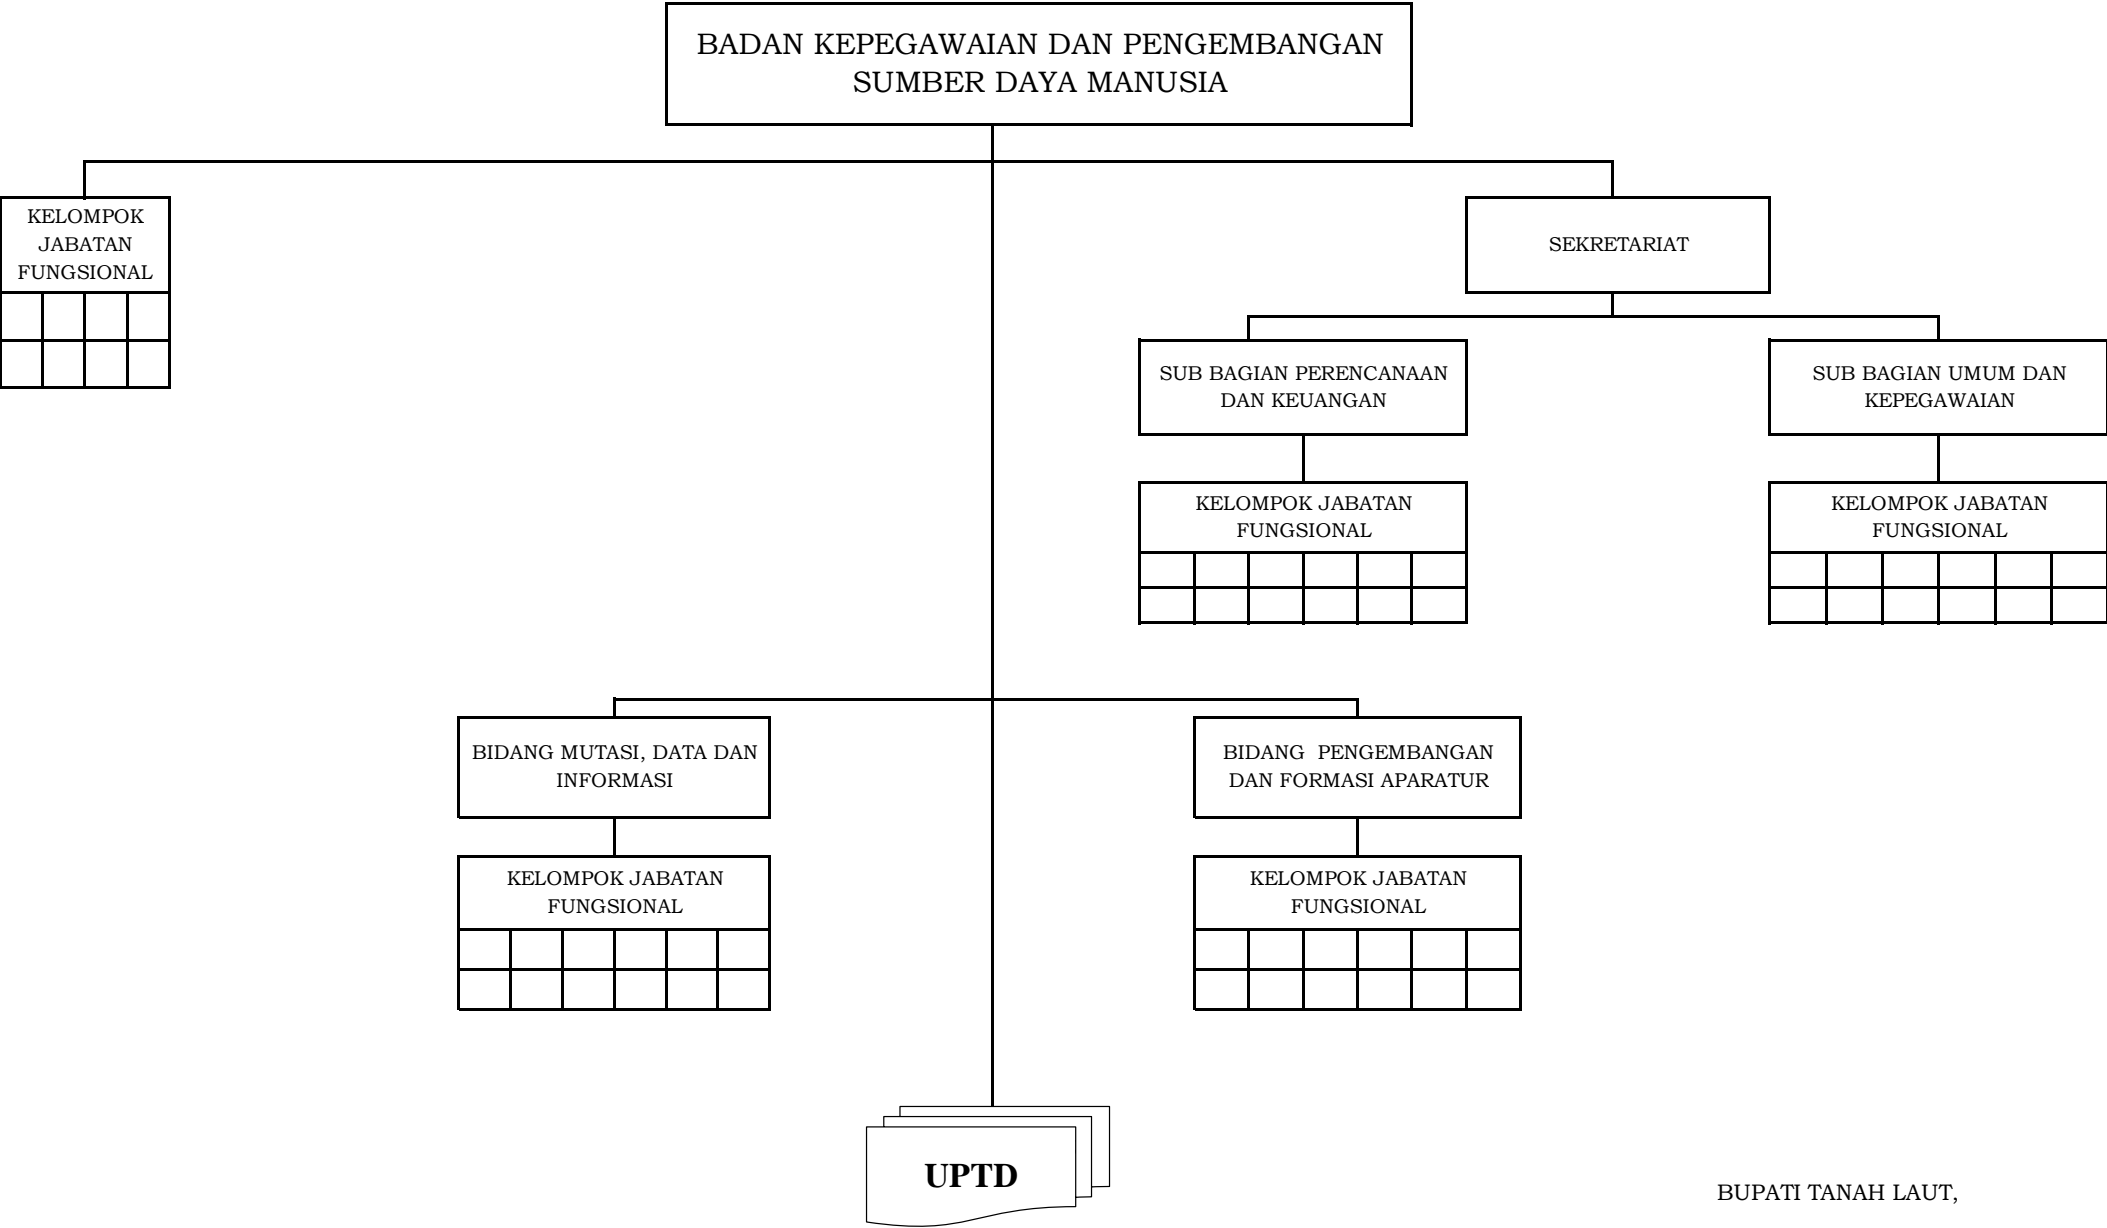 BADAN KEPEGAWAIAN DAN PENGEMBANGAN
SUMBER DAYA MANUSIA
KELOMPOK
JABATAN
FUNGSIONAL
SEKRETARIAT
SUB BAGIAN PERENCANAAN
DAN KEUANGAN
SUB BAGIAN UMUM DAN
KEPEGAWAIAN
KELOMPOK JABATAN
FUNGSIONAL
KELOMPOK JABATAN
FUNGSIONAL
BIDANG MUTASI, DATA DAN
INFORMASI
BIDANG PENGEMBANGAN
DAN FORMASI APARATUR
KELOMPOK JABATAN
FUNGSIONAL
KELOMPOK JABATAN
FUNGSIONAL
UPTD
BUPATI TANAH LAUT,